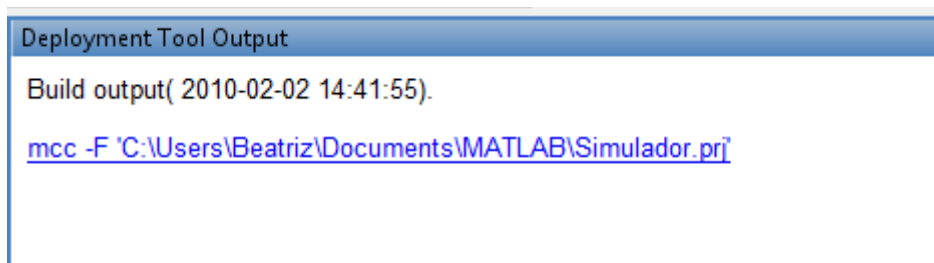 Deployment Tool Output
Build output( 2010-02-02 14:41:55).
mcc -F 'C:\Users\Beatriz\Documents\MATLAB\Simulador.prj'